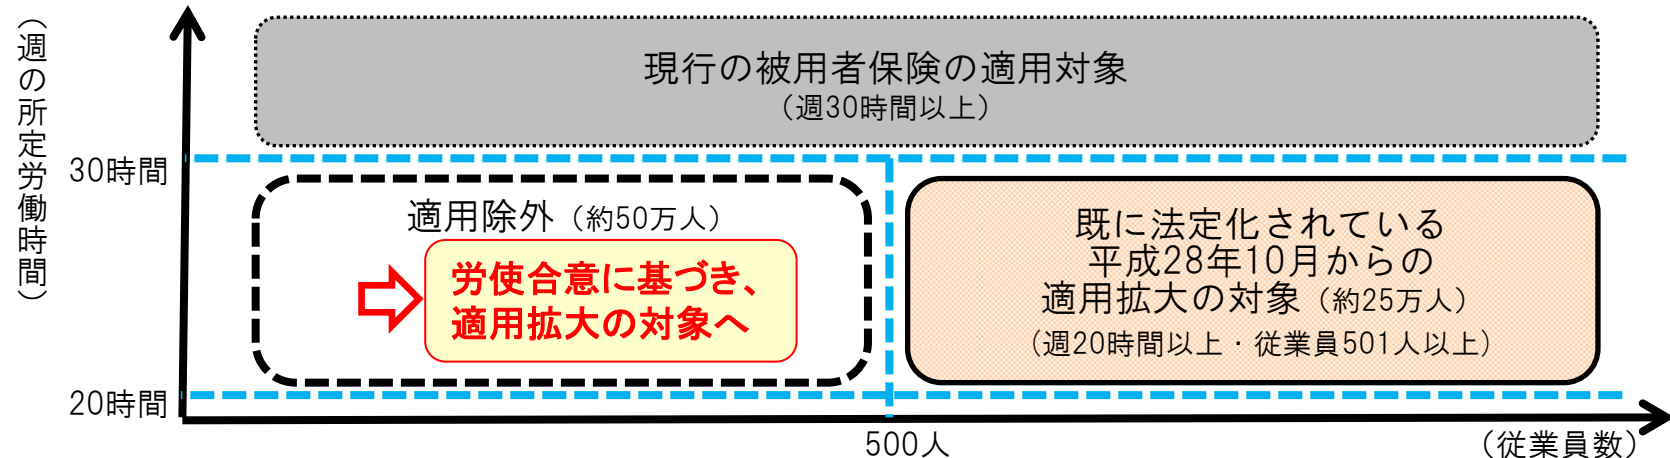 （週の所定労働時間）
現行の被用者保険の適用対象
（週30時間以上）
30時間
適用除外（約50万人）
労使合意に基づき、
適用拡大の対象へ
既に法定化されている
平成28年10月からの
適用拡大の対象（約25万人）
（週20時間以上・従業員501人以上）
20時間
500人
（従業員数）